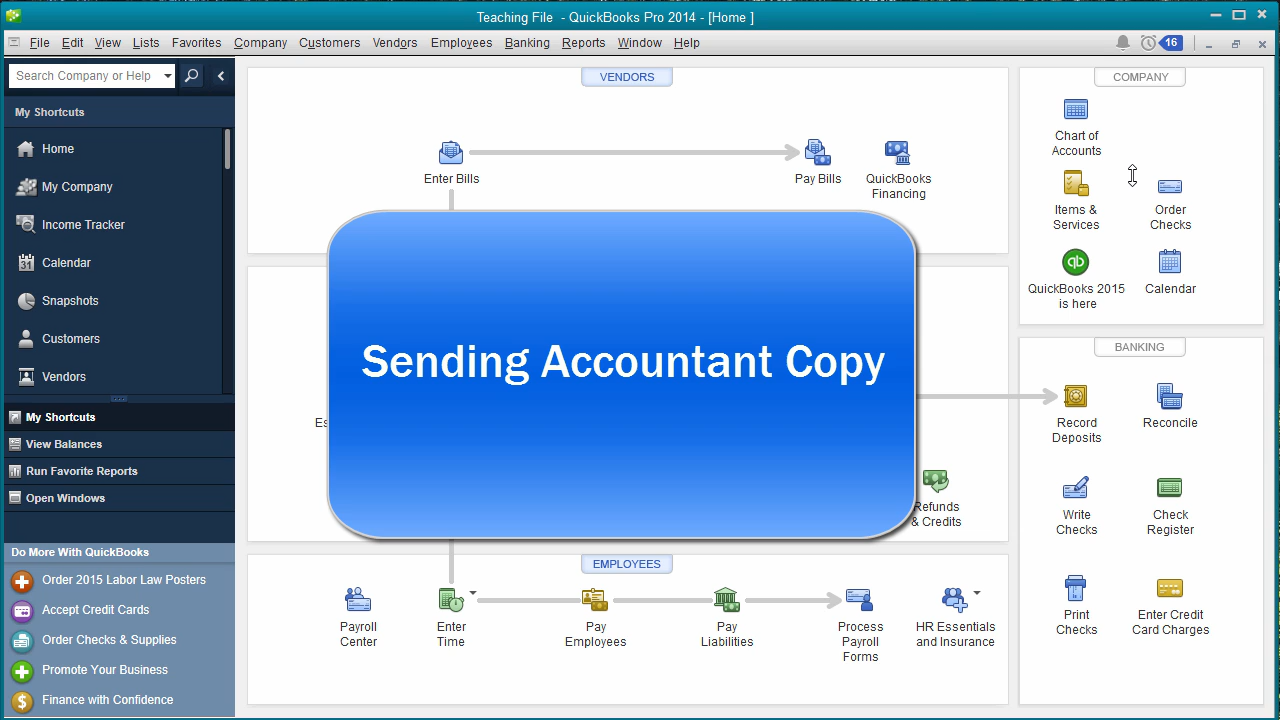 Teaching File - QuickBooks Pro 2014 - [Home ]
File Edit View Lists Favorites Company Customers Vendors Employees Banking Reports Window Help
16
Search Company or Help
My Shortcuts
Home
My Company
Income Tracker
31
Calendar
Snapshots
Customers
Vendors
My Shortcuts
View Balances
Run Favorite Reports
Open Windows
Do More With QuickBooks
Order 2015 Labor Law Posters
Accept Credit Cards
Order Checks & Supplies
Promote Your Business
$
Finance with Confidence
VENDORS
Enter Bills
Pay Bills
QuickBooks
Financing
Sending Accountant Copy
Es
Refunds
& Credits
EMPLOYEES
Payroll
Center
Enter
Time
Pay
Employees
Pay
Liabilities
Process
Payroll
Forms
HR Essentials
and Insurance
COMPANY
Chart of
Accounts
Items &
Services
Order
Checks
qb
QuickBooks 2015
is here
Calendar
BANKING
Record
Deposits
Reconcile
Write
Checks
Check
Register
Print
Checks
Enter Credit
Card Charges